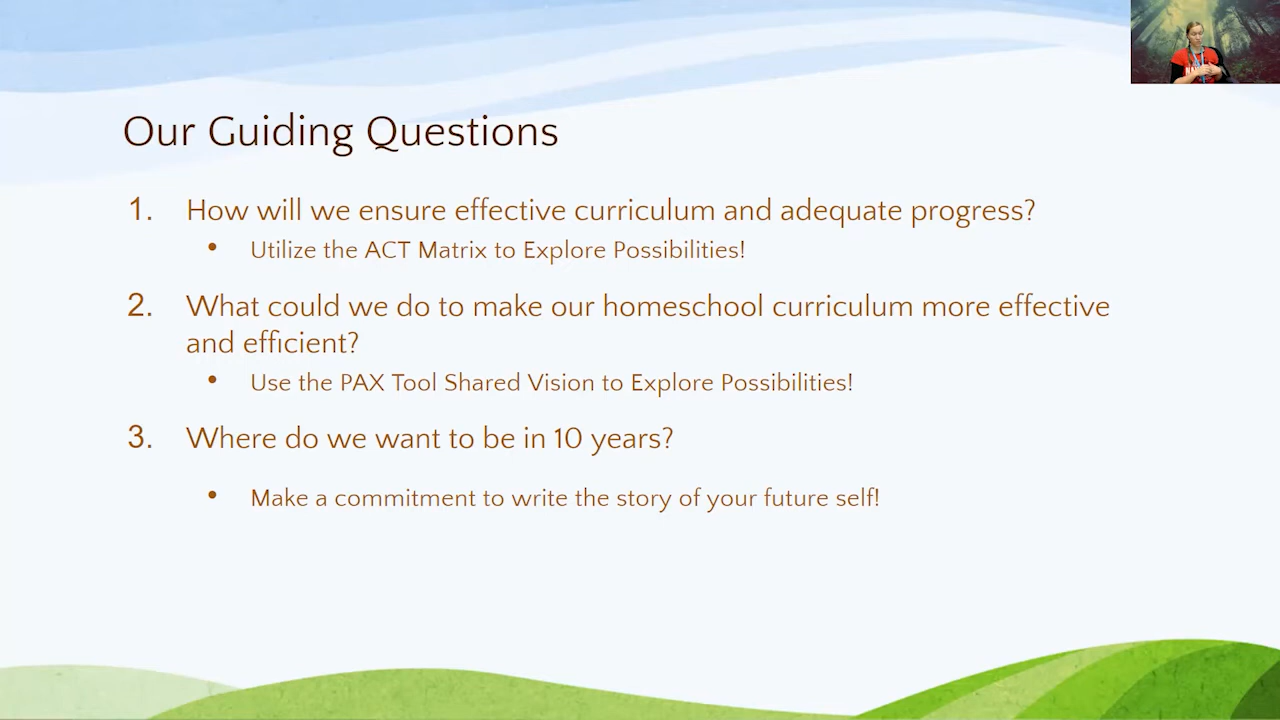 Our Guiding Questions
1. How will we ensure effective curriculum and adequate progress?
• Utilize the ACT Matrix to Explore Possibilities!
2. What could we do to make our homeschool curriculum more effective
and efficient?
• Use the PAX Tool Shared Vision to Explore Possibilities!
3. Where do we want to be in 10 years?
• Make a commitment to write the story of your future self!